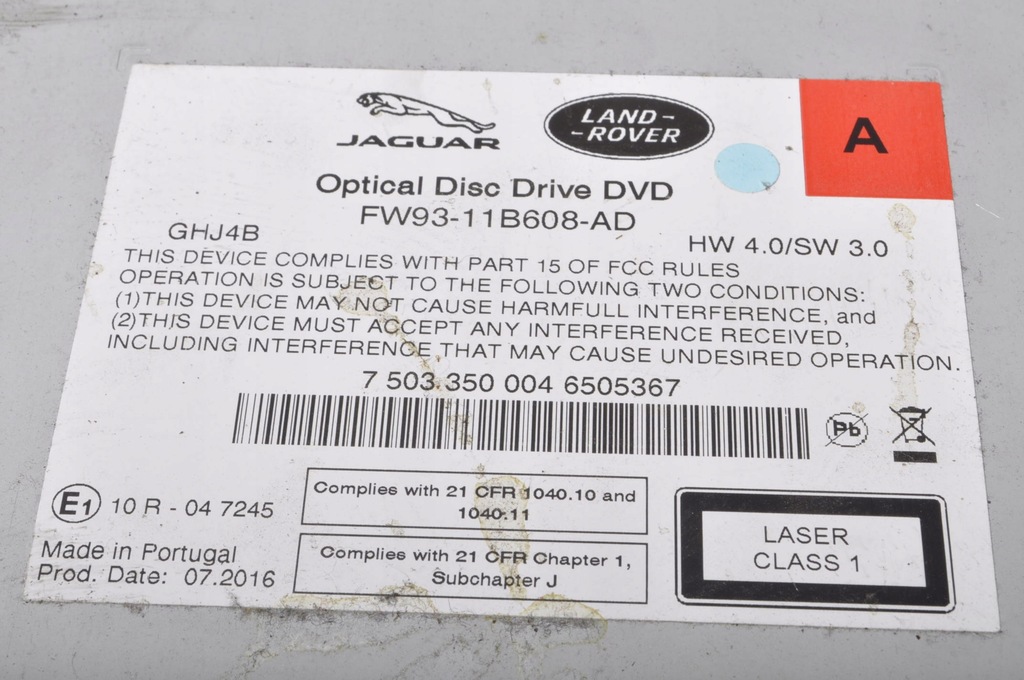 JAGUAR
LAND-
-ROVER
A
Optical Disc Drive DVD
FW93-11B608-AD
GHJ4B
HW 4.0/SW 3.0
THIS DEVICE COMPLIES WITH PART 15 OF FCC RULES
OPERATION IS SUBJECT TO THE FOLLOWING TWO CONDITIONS:
(1)THIS DEVICE MAY NOT CAUSE HARMFULL INTERFERENCE, and
(2)THIS DEVICE MUST ACCEPT ANY INTERFERENCE RECEIVED,
INCLUDING INTERFERENCE THAT MAY CAUSE UNDESIRED OPERATION.
7 503 350 004 6505367
Pb
E1 10 R - 04 7245
Made in Portugal
Prod. Date: 07.2016
Complies with 21 CFR 1040.10 and
1040.11
Complies with 21 CFR Chapter 1,
Subchapter J
LASER
CLASS 1